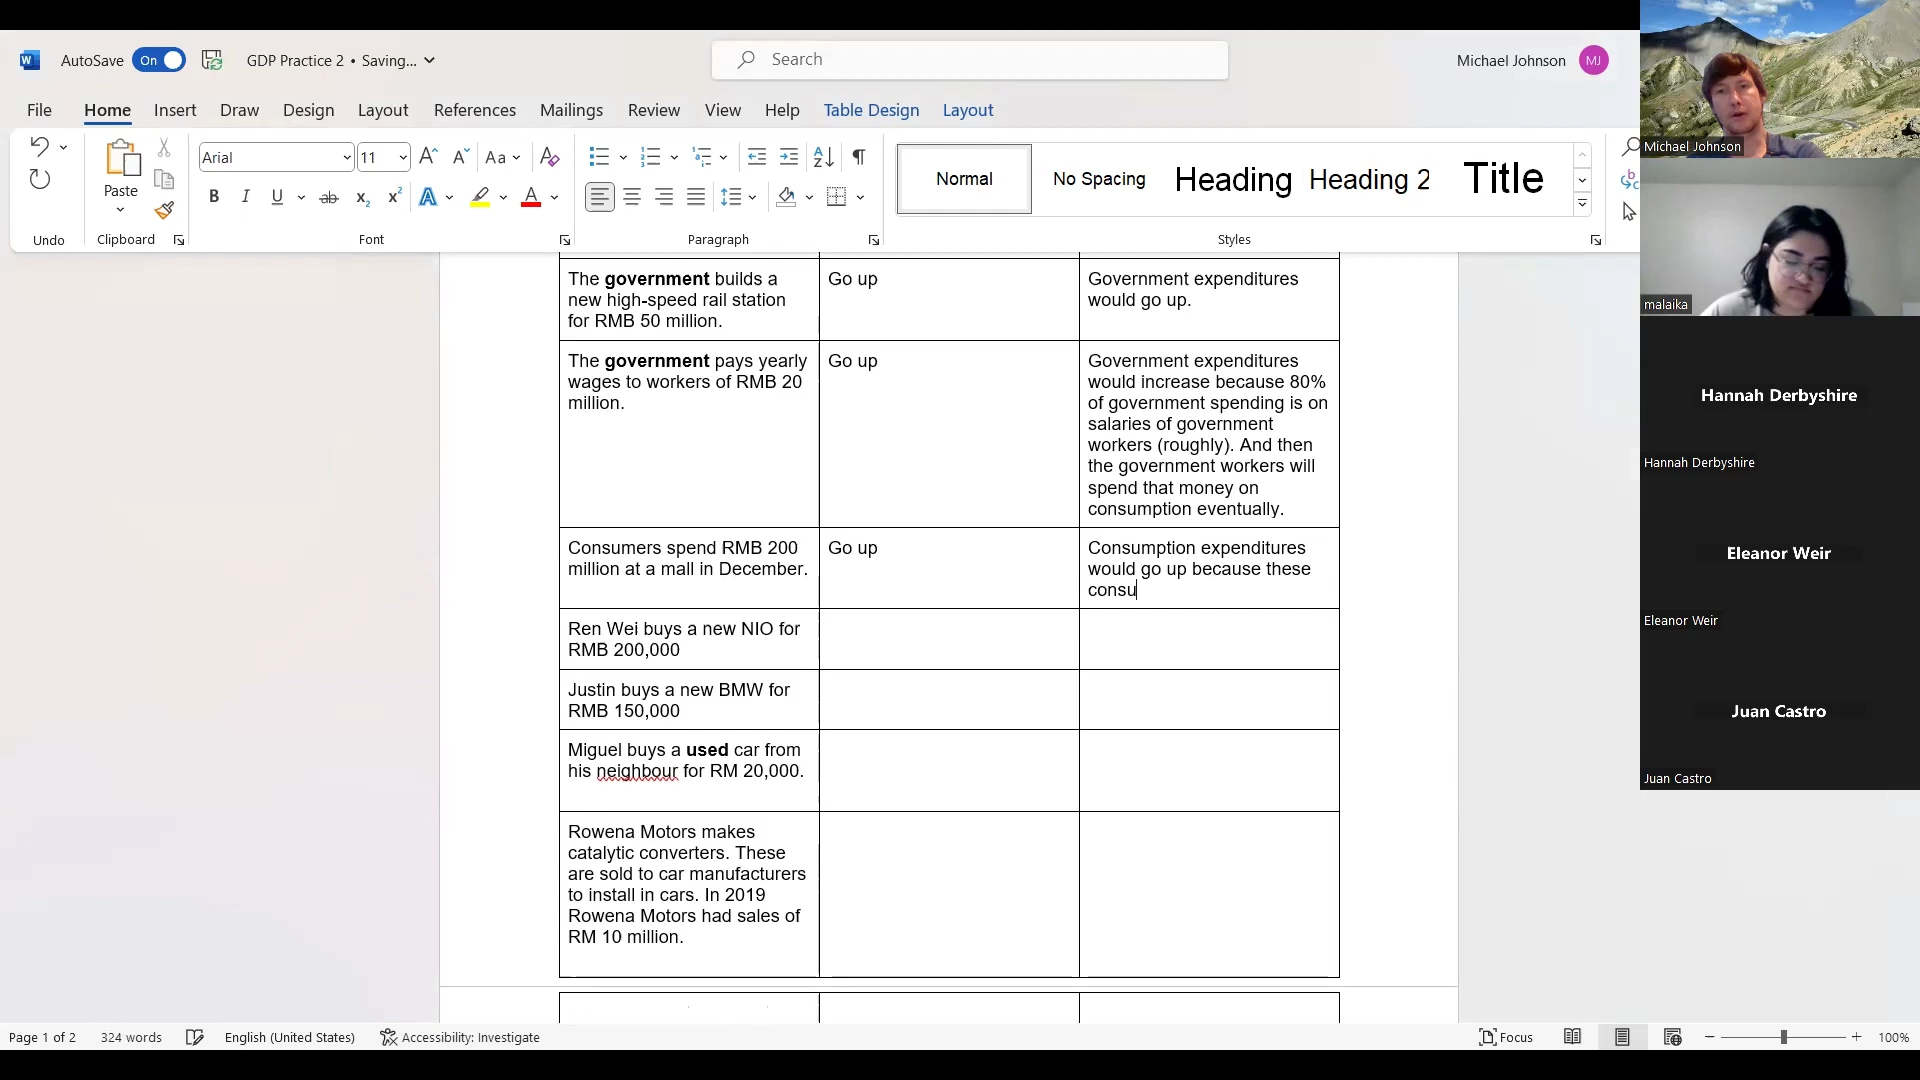 AutoSave On GDP Practice 2 • Saving... Search Michael Johnson MJ
File Home Insert Draw Design Layout References Mailings Review View Help Table Design Layout
Arial 11 Aa
Paste
B I U ab x₂ x² A A
Normal No Spacing Heading Heading 2 Title
Undo Clipboard Font Paragraph Styles
The government builds a
new high-speed rail station
for RMB 50 million.
Go up
Government expenditures
would go up.
The government pays yearly
wages to workers of RMB 20
million.
Go up
Government expenditures
would increase because 80%
of government spending is on
salaries of government
workers (roughly). And then
the government workers will
spend that money on
consumption eventually.
Consumers spend RMB 200
million at a mall in December.
Go up
Consumption expenditures
would go up because these
consu
Ren Wei buys a new NIO for
RMB 200,000
Justin buys a new BMW for
RMB 150,000
Miguel buys a used car from
his neighbour for RM 20,000.
Rowena Motors makes
catalytic converters. These
are sold to car manufacturers
to install in cars. In 2019
Rowena Motors had sales of
RM 10 million.
Page 1 of 2 324 words English (United States) Accessibility: Investigate Focus 100%
Michael Johnson
malaika
Hannah Derbyshire
Hannah Derbyshire
Eleanor Weir
Eleanor Weir
Juan Castro
Juan Castro